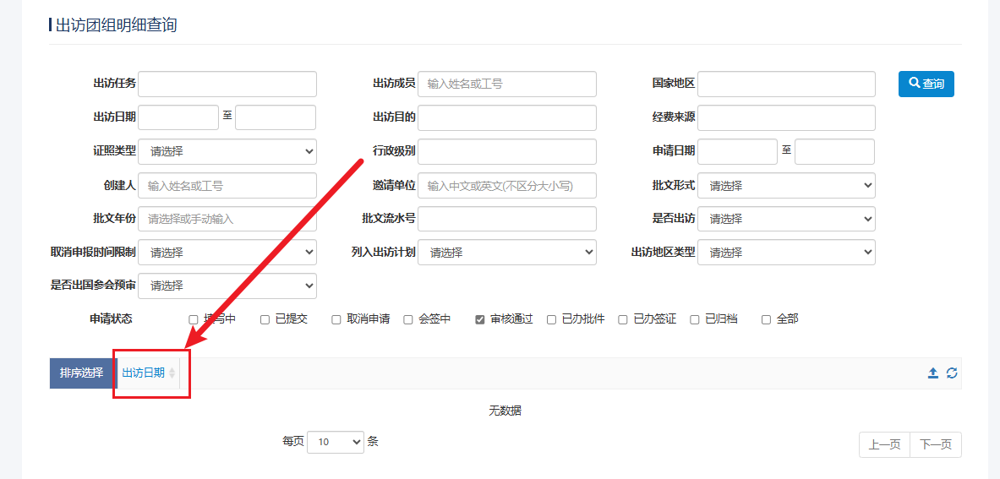 出访团组明细查询
出访任务 出访成员 输入姓名或工号 国家地区 查询
出访日期 至 出访目的 经费来源
证照类型 请选择 行政级别 申请日期 至
创建人 输入姓名或工号 邀请单位 输入中文或英文(不区分大小写) 批文形式 请选择
批文年份 请选择或手动输入 批文流水号 是否出访 请选择
取消申报时间限制 请选择 列入出访计划 请选择 出访地区类型 请选择
是否出国参会预审 请选择
申请状态 填写中 已提交 取消申请 会签中 审核通过 已办批件 已办签证 已归档 全部
排序选择 出访日期
无数据
每页 10 条 上一页 下一页